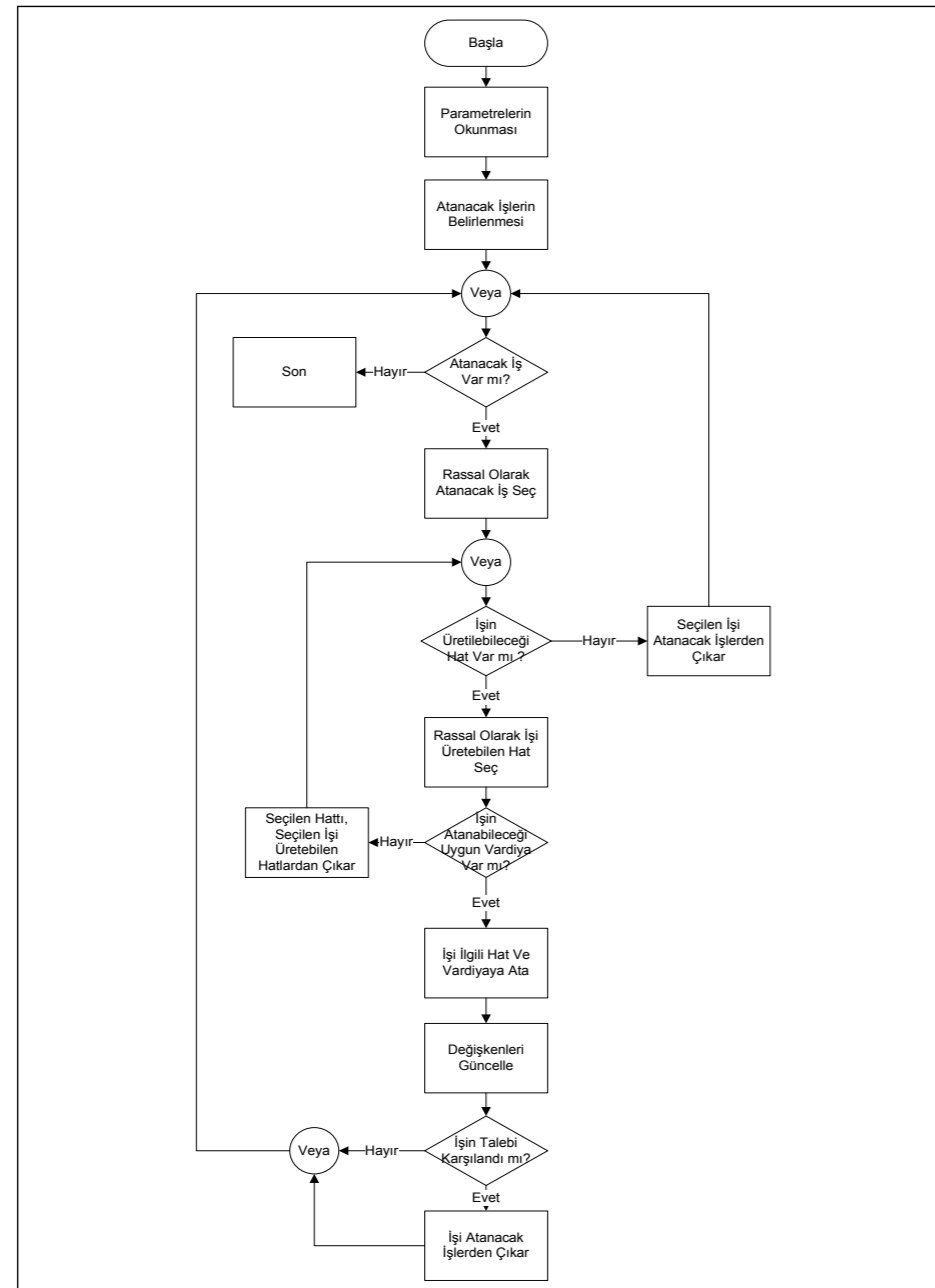 Başla
Parametrelerin
Okunması
Atanacak İşlerin
Belirlenmesi
Veya
Atanacak İş
Var mı?
Hayır
Son
Evet
Rassal Olarak
Atanacak İş Seç
Veya
İşin
Üretilebileceği
Hat Var mı ?
Hayır
Seçilen İşi
Atanacak İşlerden
Çıkar
Evet
Rassal Olarak İşi
Üretebilen Hat
Seç
İşin
Atanabileceği
Uygun Vardiya
Var mı?
Hayır
Seçilen Hattı,
Seçilen İşi
Üretebilen
Hatlardan Çıkar
Evet
İşi İlgili Hat Ve
Vardiyaya Ata
Değişkenleri
Güncelle
İşin Talebi
Karşılandı mı?
Hayır
Veya
Evet
İşi Atanacak
İşlerden Çıkar